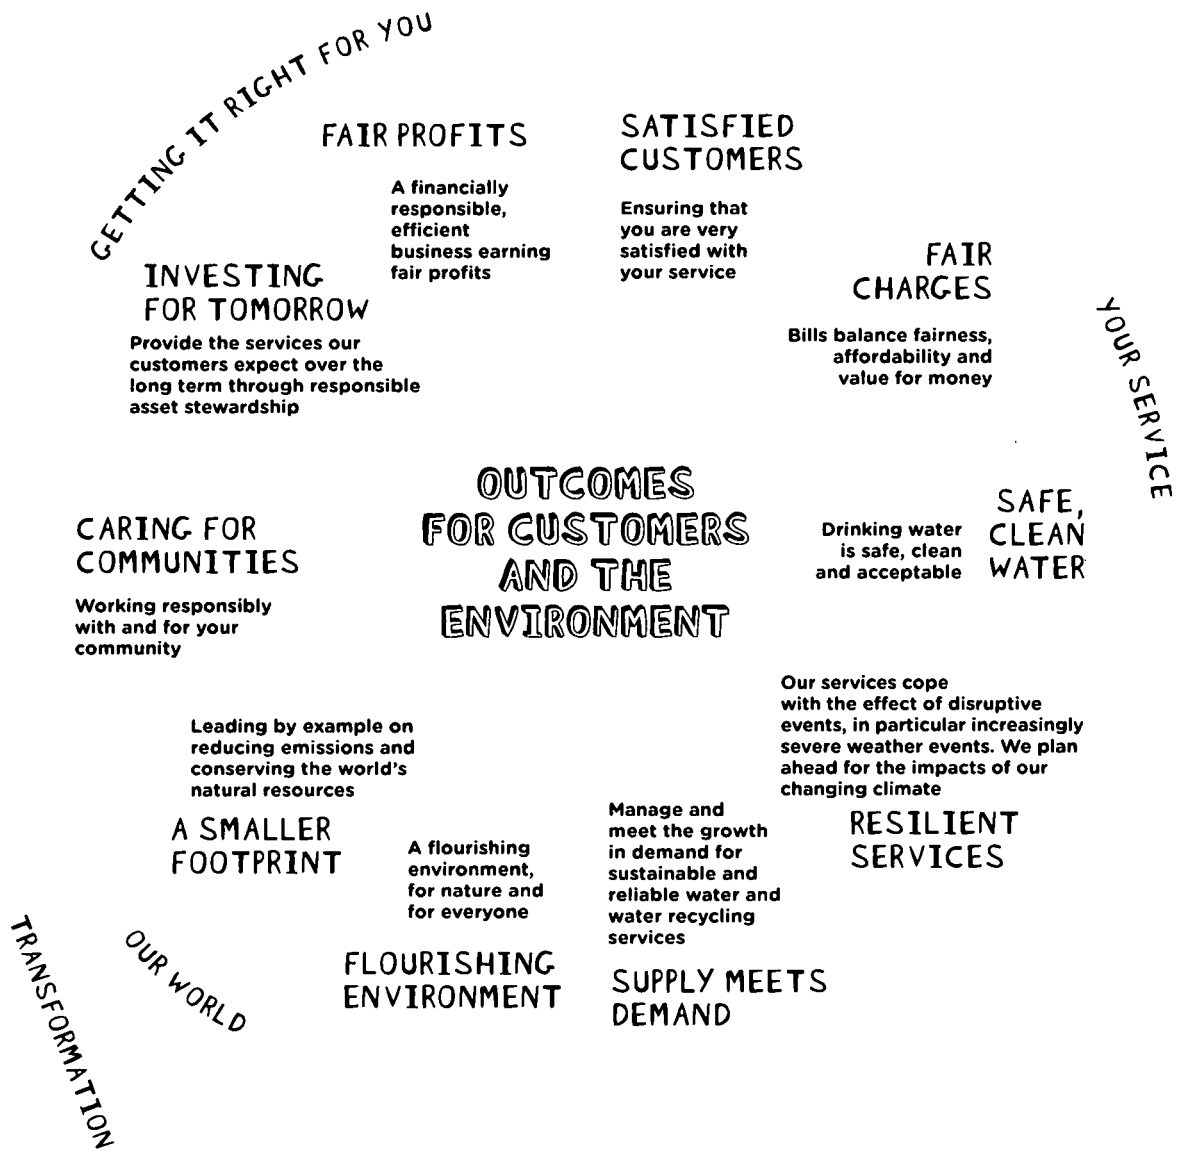 GETTING IT RIGHT FOR YOU
FAIR PROFITS
A financially
responsible,
efficient
business earning
fair profits
SATISFIED
CUSTOMERS
Ensuring that
you are very
satisfied with
your service
FAIR
CHARGES
Bills balance fairness,
affordability and
value for money
YOUR SERVICE
INVESTING
FOR TOMORROW
Provide the services our
customers expect over the
long term through responsible
asset stewardship
OUTCOMES
FOR CUSTOMERS
AND THE
ENVIRONMENT
SAFE,
CLEAN
WATER
Drinking water
is safe, clean
and acceptable
CARING FOR
COMMUNITIES
Working responsibly
with and for your
community
Our services cope
with the effect of disruptive
events, in particular increasingly
severe weather events. We plan
ahead for the impacts of our
changing climate
RESILIENT
SERVICES
Leading by example on
reducing emissions and
conserving the world's
natural resources
A SMALLER
FOOTPRINT
A flourishing
environment,
for nature and
for everyone
FLOURISHING
ENVIRONMENT
Manage and
meet the growth
in demand for
sustainable and
reliable water and
water recycling
services
SUPPLY MEETS
DEMAND
OUR WORLD
TRANSFORMATION